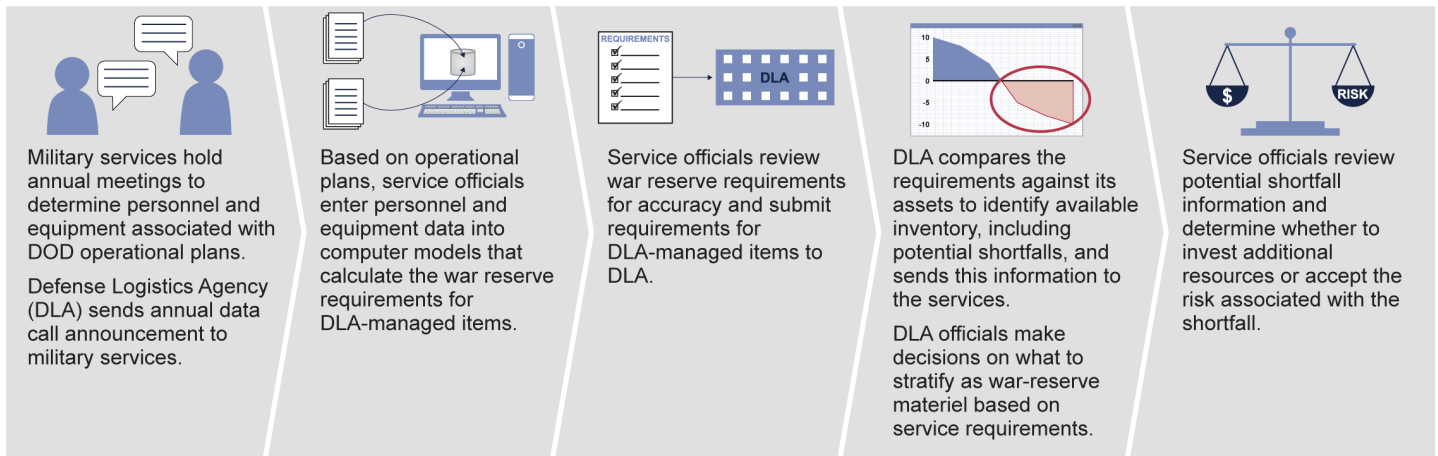 Military services hold
annual meetings to
determine personnel and
equipment associated with
DOD operational plans.
Defense Logistics Agency
(DLA) sends annual data
call announcement to
military services.
Based on operational
plans, service officials
enter personnel and
equipment data into
computer models that
calculate the war reserve
requirements for
DLA-managed items.
REQUIREMENTS
DLA
Service officials review
war reserve requirements
for accuracy and submit
requirements for
DLA-managed items to
DLA.
10
5
0
-5
-10
DLA compares the
requirements against its
assets to identify available
inventory, including
potential shortfalls, and
sends this information to
the services.
DLA officials make
decisions on what to
stratify as war-reserve
materiel based on
service requirements.
$
RISK
Service officials review
potential shortfall
information and
determine whether to
invest additional
resources or accept the
risk associated with the
shortfall.